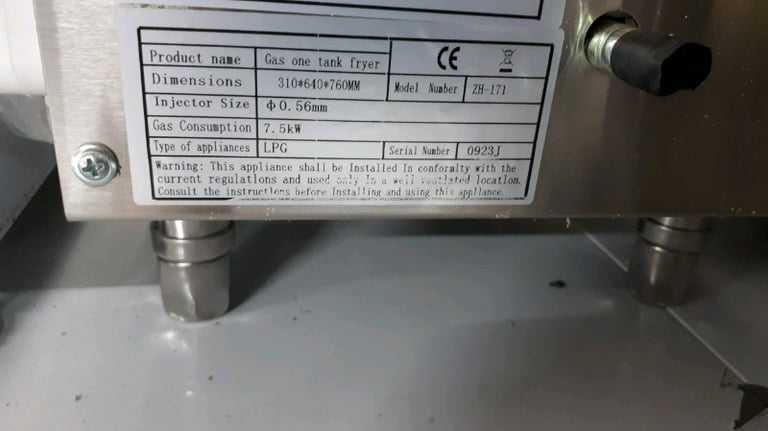 Product name Gas one tank fryer CE
Dimensions 310*640*760MM Model Number ZH-171
Injector Size Φ0.56mm
Gas Consumption 7.5kW
Type of appliances LPG Serial Number 0923J
Warning: This appliance shall be Installed In conformity with the
current regulations and used only In a well ventilated location.
Consult the instructions before Installing and using this appliance.